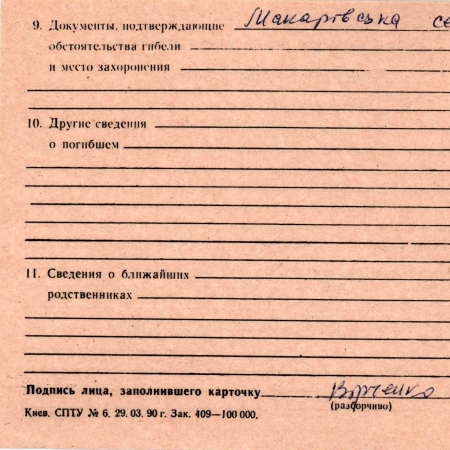 9. Документы, подтверждающие Макарівська се
обстоятельства гибели
и место захоронения
10. Другие сведения
о погибшем
11. Сведения о ближайших
родственниках
Подпись лица, заполнившего карточку
(разборчиво)
Киев. СПТУ № 6. 29. 03. 90 г. Зак. 409—100 000.